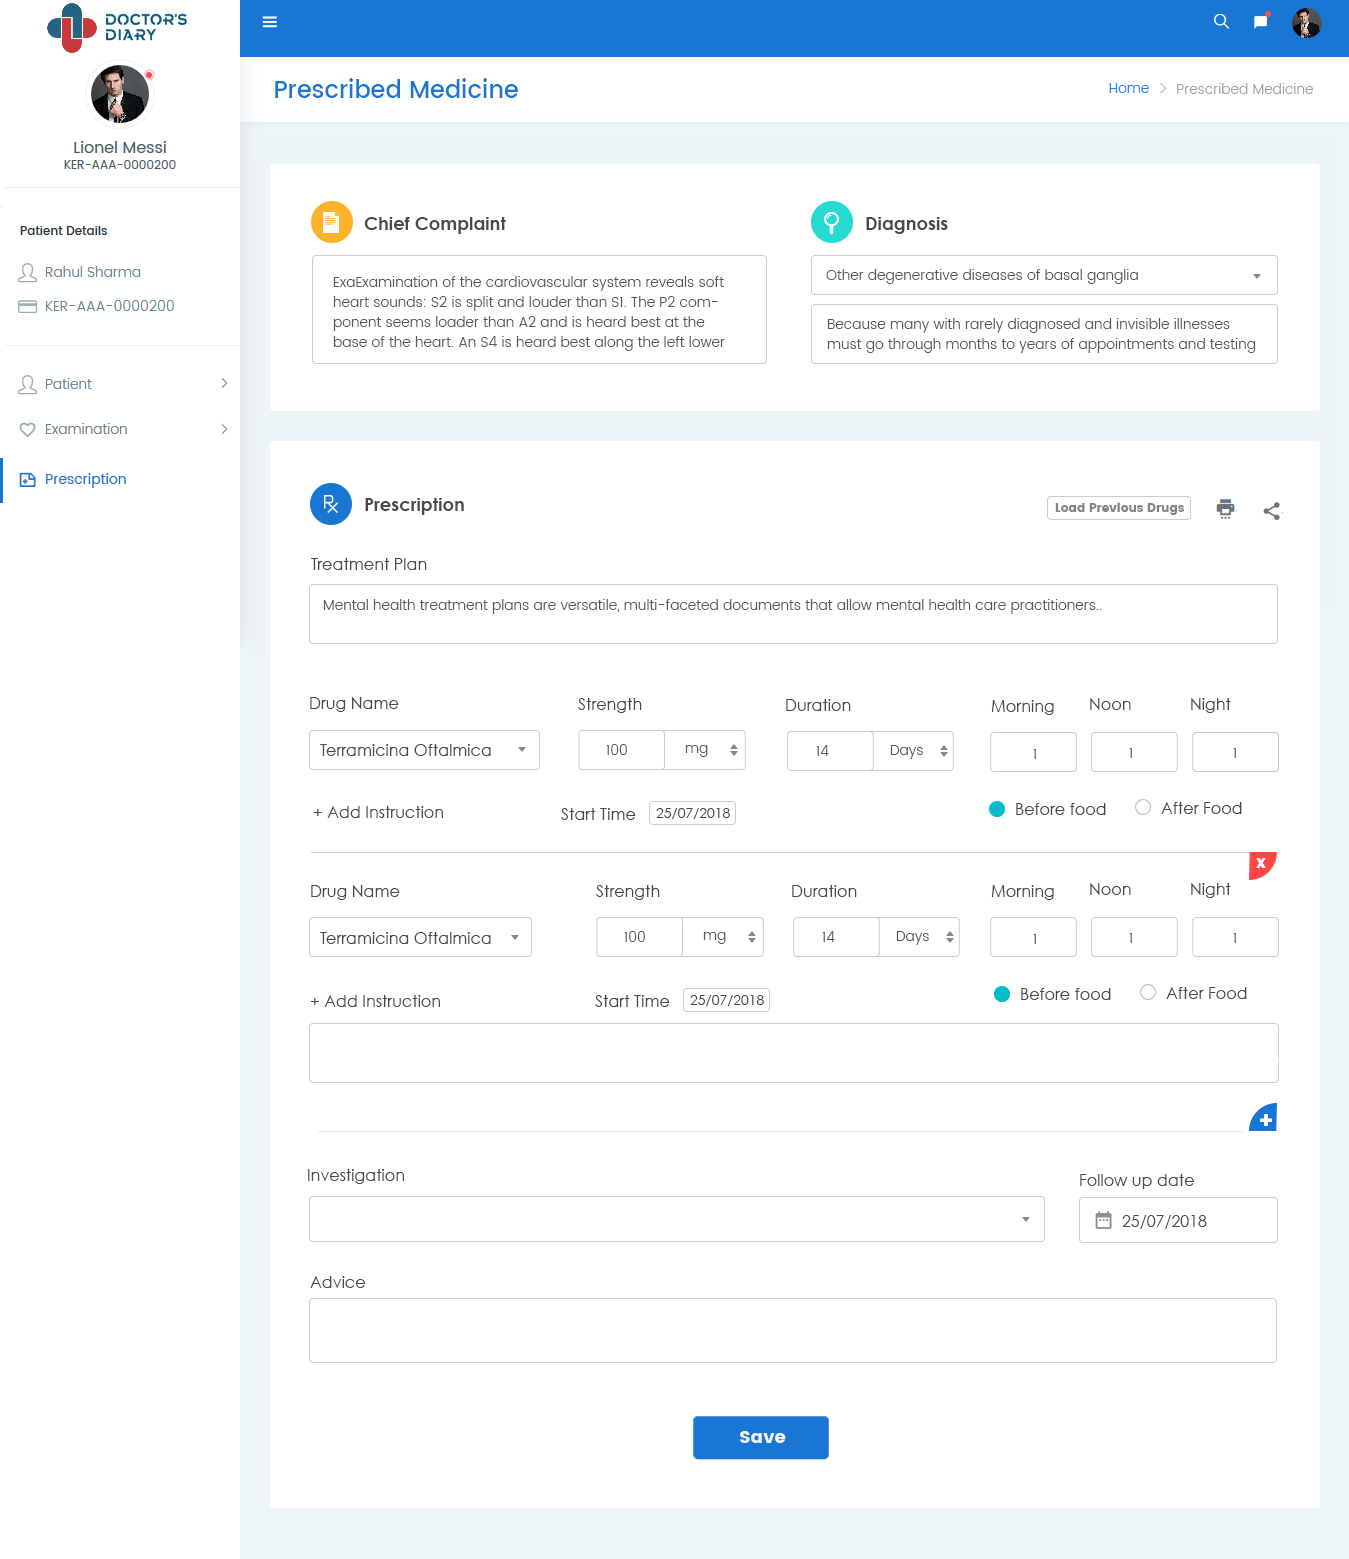 DOCTOR'S
DIARY
Lionel Messi
KER-AAA-0000200
Patient Details
Rahul Sharma
KER-AAA-0000200
Patient
Examination
Prescription
Prescribed Medicine
Home > Prescribed Medicine
Chief Complaint
ExaExamination of the cardiovascular system reveals soft
heart sounds: S2 is split and louder than S1. The P2 com-
ponent seems loader than A2 and is heard best at the
base of the heart. An S4 is heard best along the left lower
Diagnosis
Other degenerative diseases of basal ganglia
Because many with rarely diagnosed and invisible illnesses
must go through months to years of appointments and testing
Rx Prescription
Load Previous Drugs
Treatment Plan
Mental health treatment plans are versatile, multi-faceted documents that allow mental health care practitioners..
Drug Name Strength Duration Morning Noon Night
Terramicina Oftalmica 100 mg 14 Days 1 1 1
+ Add Instruction Start Time 25/07/2018 Before food After Food
X
Drug Name Strength Duration Morning Noon Night
Terramicina Oftalmica 100 mg 14 Days 1 1 1
+ Add Instruction Start Time 25/07/2018 Before food After Food
Investigation
Follow up date
25/07/2018
Advice
Save